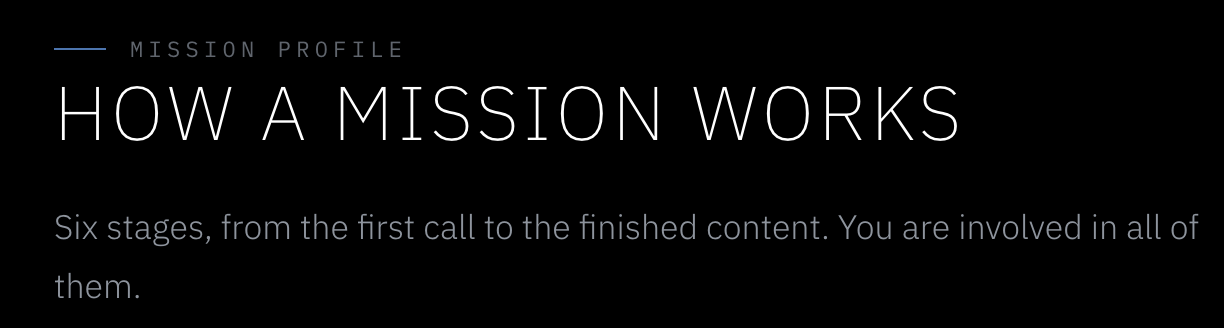 MISSION PROFILE
HOW A MISSION WORKS
Six stages, from the first call to the finished content. You are involved in all of
them.